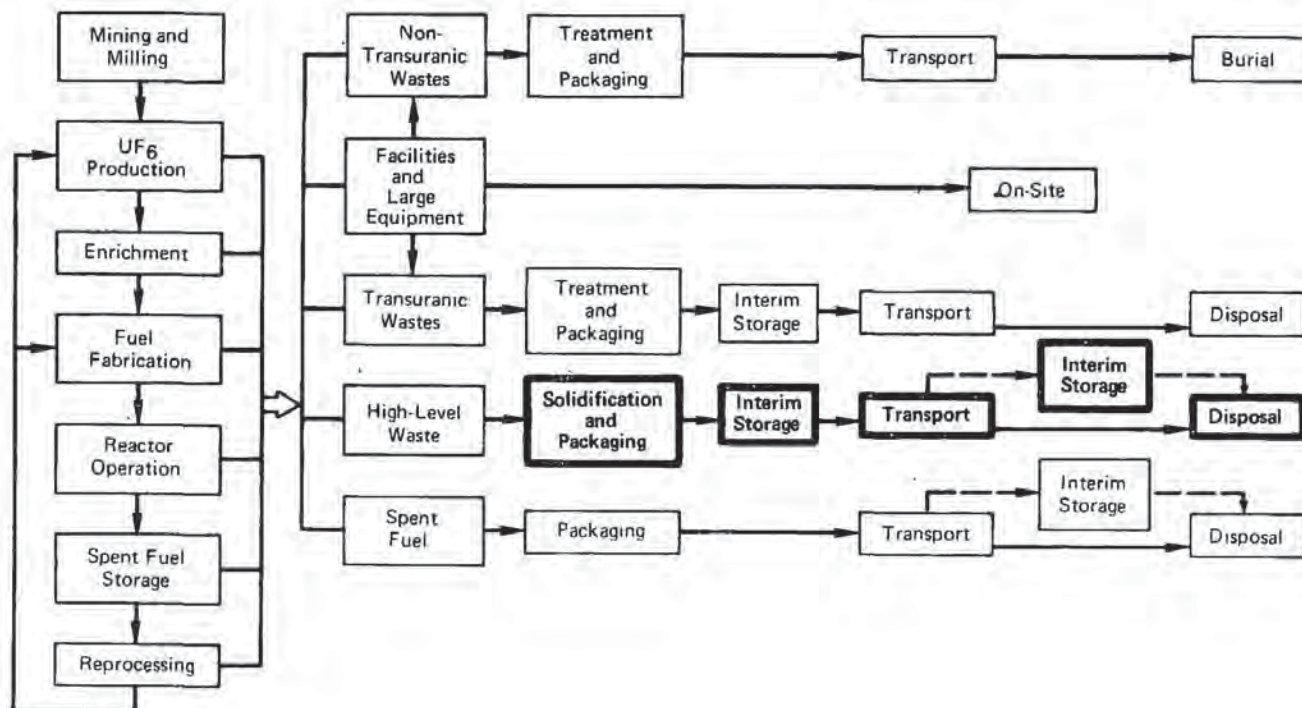 Mining and
Milling
UF6
Production
Enrichment
Fuel
Fabrication
Reactor
Operation
Spent Fuel
Storage
Reprocessing
Non-
Transuranic
Wastes
Treatment
and
Packaging
Transport
Burial
Facilities
and
Large
Equipment
On-Site
Transuranic
Wastes
Treatment
and
Packaging
Interim
Storage
Transport
Disposal
High-Level
Waste
Solidification
and
Packaging
Interim
Storage
Transport
Interim
Storage
Disposal
Spent
Fuel
Packaging
Transport
Interim
Storage
Disposal